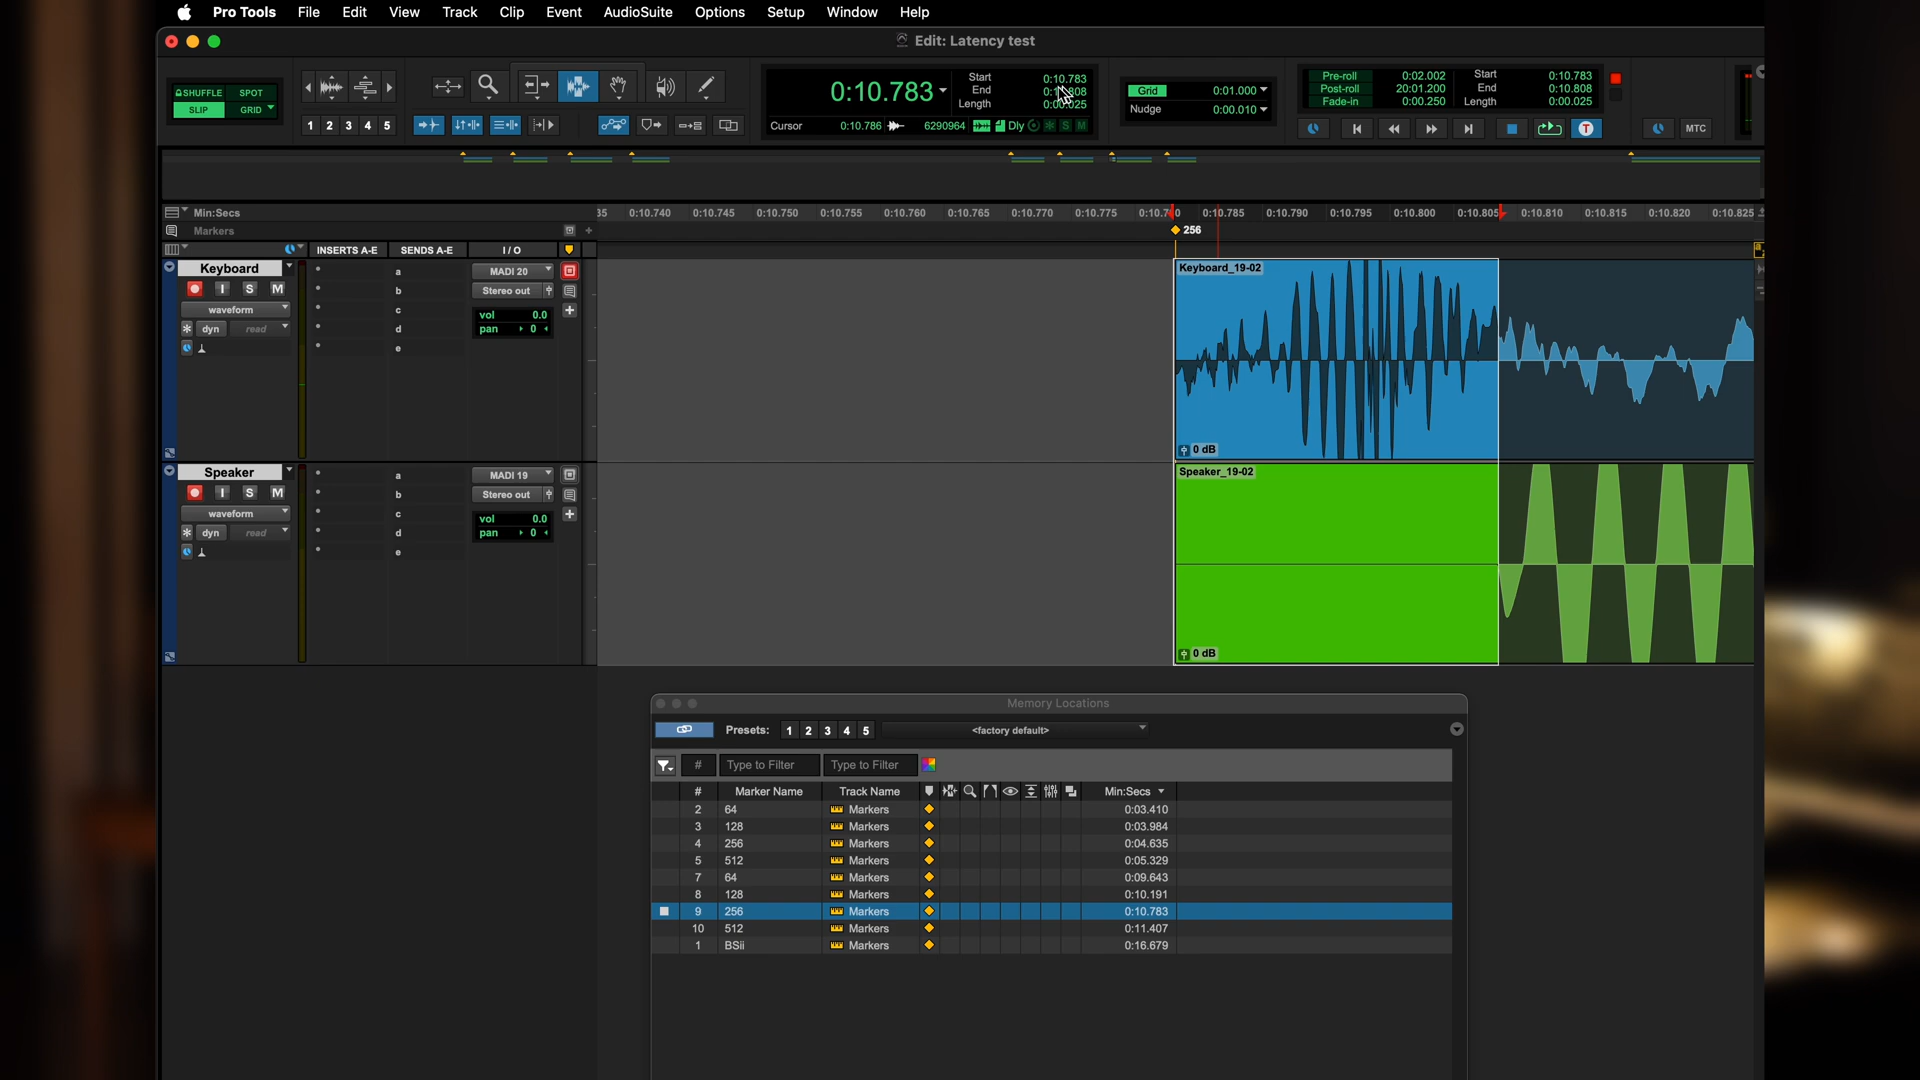 Pro Tools File Edit View Track Clip Event AudioSuite Options Setup Window Help
Edit: Latency test
SHUFFLE SPOT
SLIP GRID
1 2 3 4 5
0:10.783
Start 0:10.783
End
Length 0:00.025
Cursor 0:10.786 6290964 Dly S M
Grid 0:01.000
Nudge 0:00.010
Pre-roll 0:02.002 Start 0:10.783
Post-roll 20:01.200 End 0:10.808
Fade-in 0:00.250 Length 0:00.025
T MTC
Min:Secs
35 0:10.740 0:10.745 0:10.750 0:10.755 0:10.760 0:10.765 0:10.770 0:10.775 0:10.785 0:10.790 0:10.795 0:10.800 0:10.805 0:10.810 0:10.815 0:10.820 0:10.825
Markers
256
INSERTS A-E SENDS A-E I / O
Keyboard a MADI 20 Keyboard_19-02
I S M b Stereo out
waveform c vol 0.0
dyn read d pan 0
e
0 dB
Speaker a MADI 19 Speaker_19-02
I S M b Stereo out
waveform c vol 0.0
dyn read d pan 0
e
0 dB
Memory Locations
Presets: 1 2 3 4 5 <factory default>
# Type to Filter Type to Filter
# Marker Name Track Name Min:Secs
2 64 Markers 0:03.410
3 128 Markers 0:03.984
4 256 Markers 0:04.635
5 512 Markers 0:05.329
7 64 Markers 0:09.643
8 128 Markers 0:10.191
9 256 Markers 0:10.783
10 512 Markers 0:11.407
1 BSii Markers 0:16.679